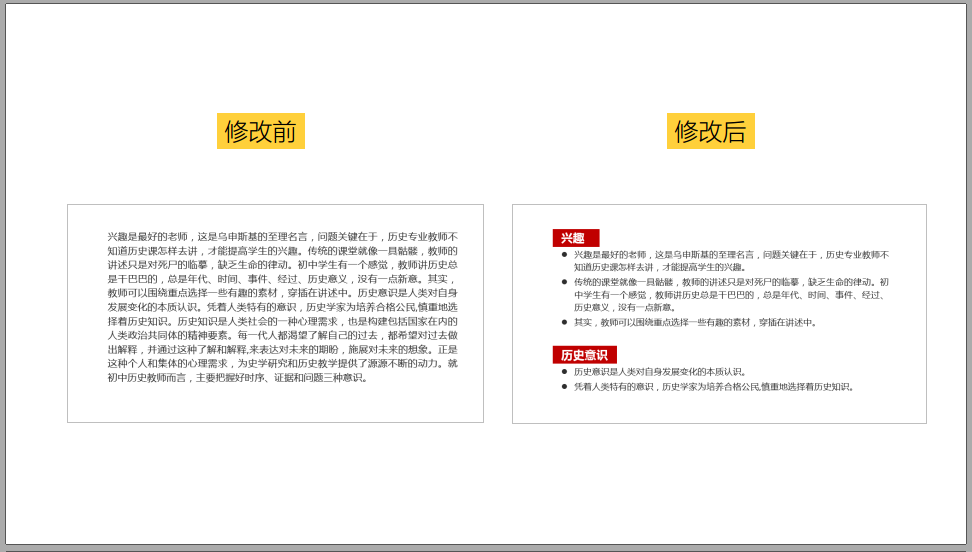 修改前
修改后
兴趣是最好的老师，这是乌申斯基的至理名言，问题关键在于，历史专业教师不
知道历史课怎样去讲，才能提高学生的兴趣。传统的课堂就像一具骷髅，教师的
讲述只是对死尸的临摹，缺乏生命的律动。初中学生有一个感觉，教师讲历史总
是干巴巴的，总是年代、时间、事件、经过、历史意义，没有一点新意。其实，
教师可以围绕重点选择一些有趣的素材，穿插在讲述中。历史意识是人类对自身
发展变化的本质认识。凭着人类特有的意识，历史学家为培养合格公民,慎重地选
择着历史知识。历史知识是人类社会的一种心理需求，也是构建包括国家在内的
人类政治共同体的精神要素。每一代人都渴望了解自己的过去，都希望对过去做
出解释，并通过这种了解和解释,来表达对未来的期盼，施展对未来的想象。正是
这种个人和集体的心理需求，为史学研究和历史教学提供了源源不断的动力。就
初中历史教师而言，主要把握好时序、证据和问题三种意识。
兴趣
● 兴趣是最好的老师，这是乌申斯基的至理名言，问题关键在于，历史专业教师不
知道历史课怎样去讲，才能提高学生的兴趣。
● 传统的课堂就像一具骷髅，教师的讲述只是对死尸的临摹，缺乏生命的律动。初
中学生有一个感觉，教师讲历史总是干巴巴的，总是年代、时间、事件、经过、
历史意义，没有一点新意。
● 其实，教师可以围绕重点选择一些有趣的素材，穿插在讲述中。
历史意识
● 历史意识是人类对自身发展变化的本质认识。
● 凭着人类特有的意识，历史学家为培养合格公民,慎重地选择着历史知识。